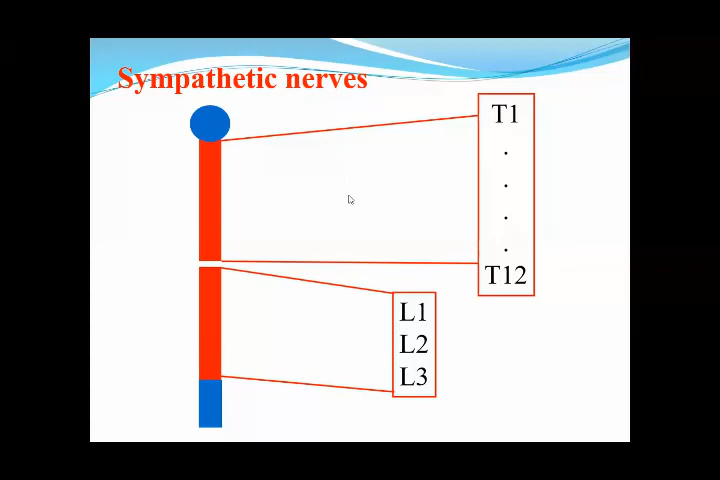 Sympathetic nerves
T1
.
.
.
.
T12
L1
L2
L3